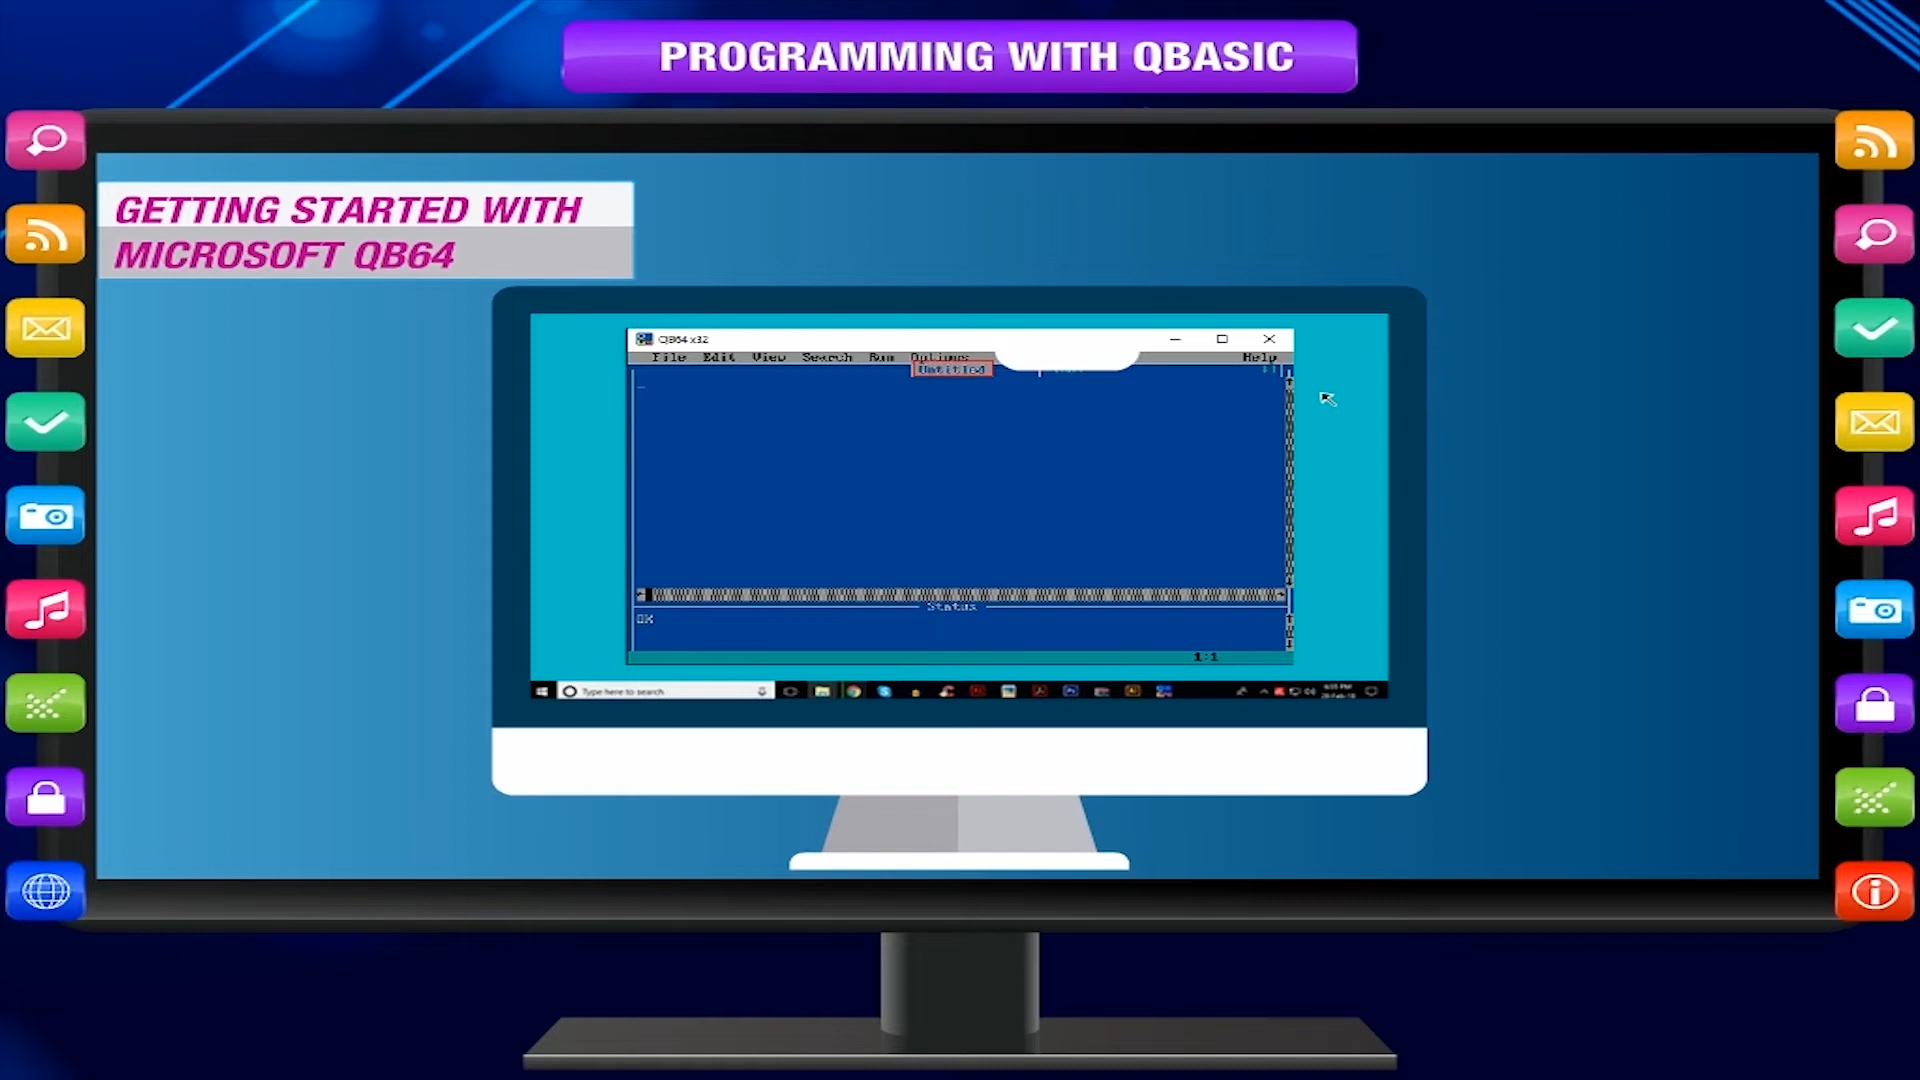 PROGRAMMING WITH QBASIC
GETTING STARTED WITH
MICROSOFT QB64
QB64 x32
File Edit View Search Run Options Help
Untitled
Status
OK
1:1
Type here to search